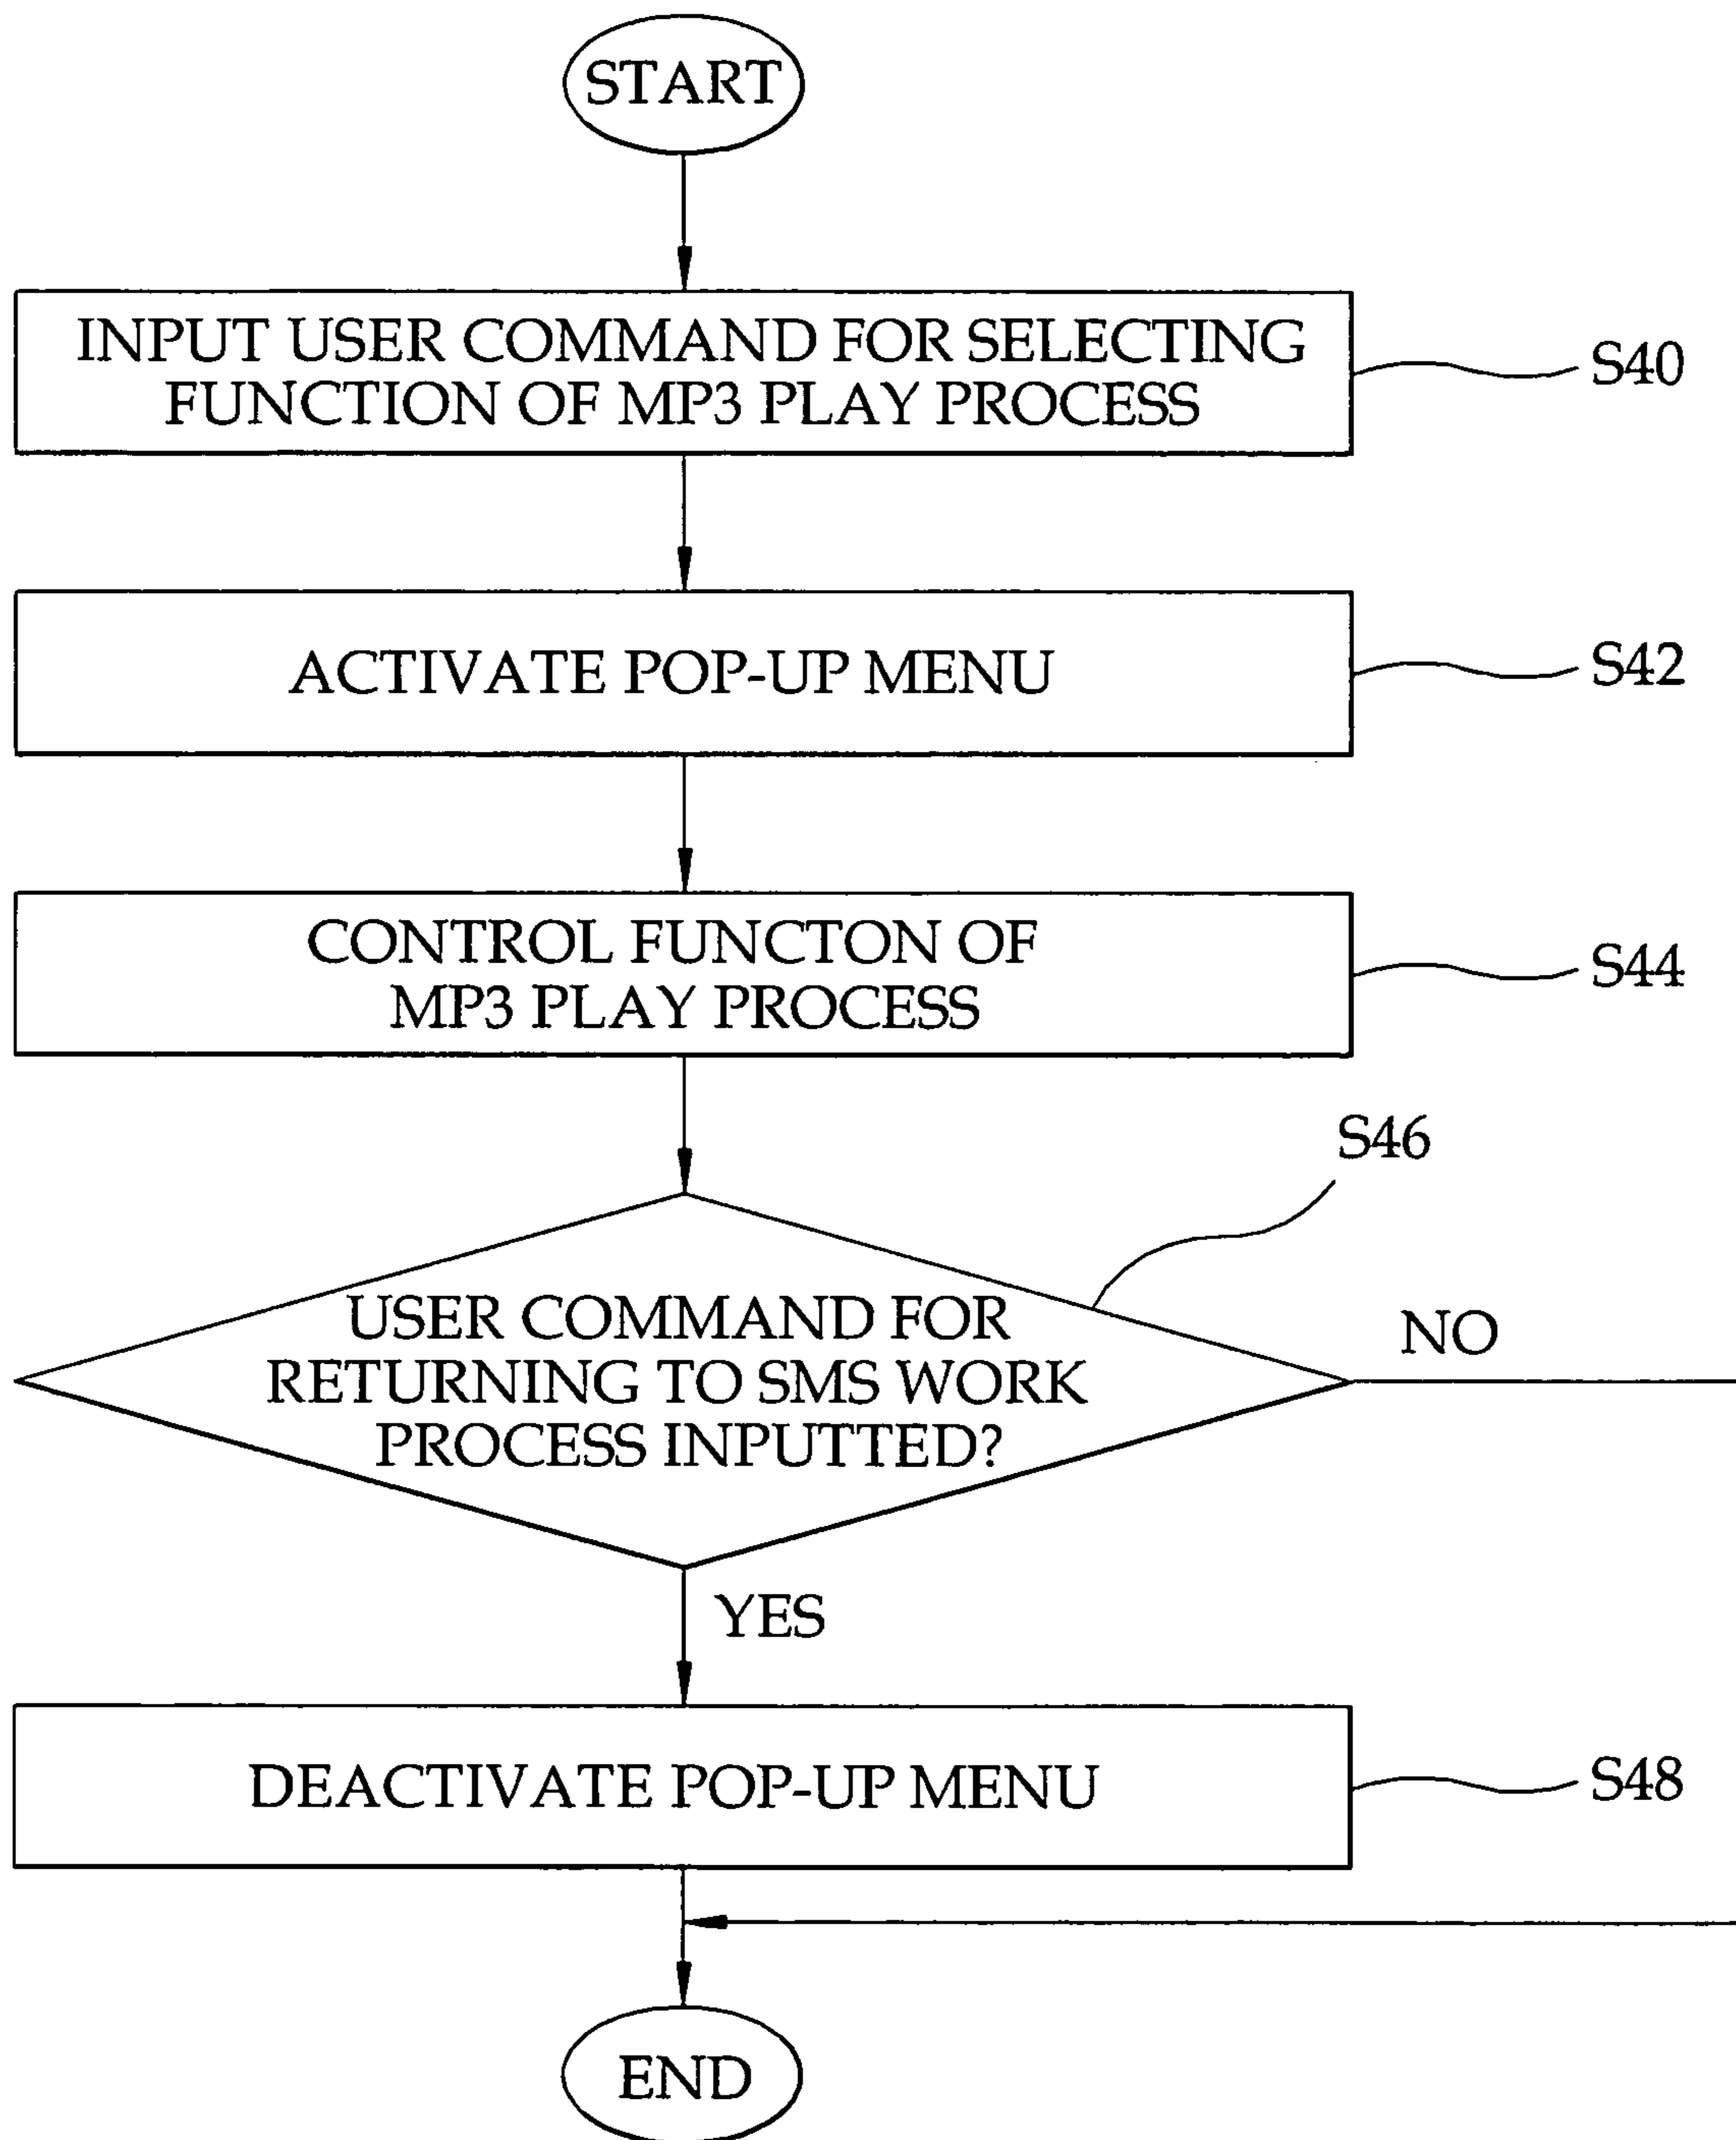 START
INPUT USER COMMAND FOR SELECTING
FUNCTION OF MP3 PLAY PROCESS
S40
ACTIVATE POP-UP MENU
S42
CONTROL FUNCTON OF
MP3 PLAY PROCESS
S44
S46
USER COMMAND FOR
RETURNING TO SMS WORK
PROCESS INPUTTED?
NO
YES
DEACTIVATE POP-UP MENU
S48
END